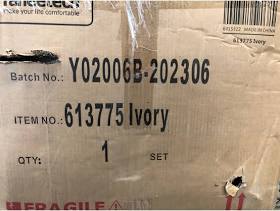 make your life comfortable
6415322 MADE IN CHINA
613775 Ivory
Batch No.: Y02006B-202306
ITEM NO.: 613775 Ivory
QTY: 1 SET
FRAGILE